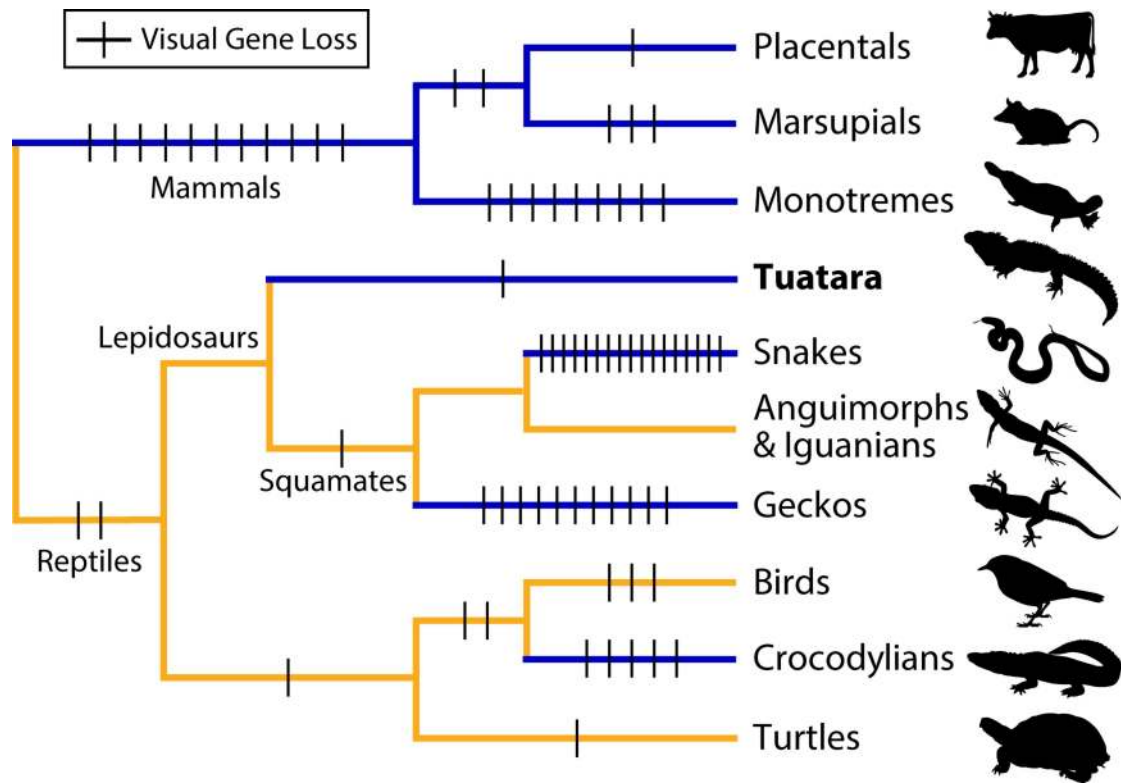 Visual Gene Loss
Placentals
Marsupials
Mammals
Monotremes
Tuatara
Lepidosaurs
Snakes
Anguimorphs
& Iguanians
Squamates
Geckos
Reptiles
Birds
Crocodylians
Turtles